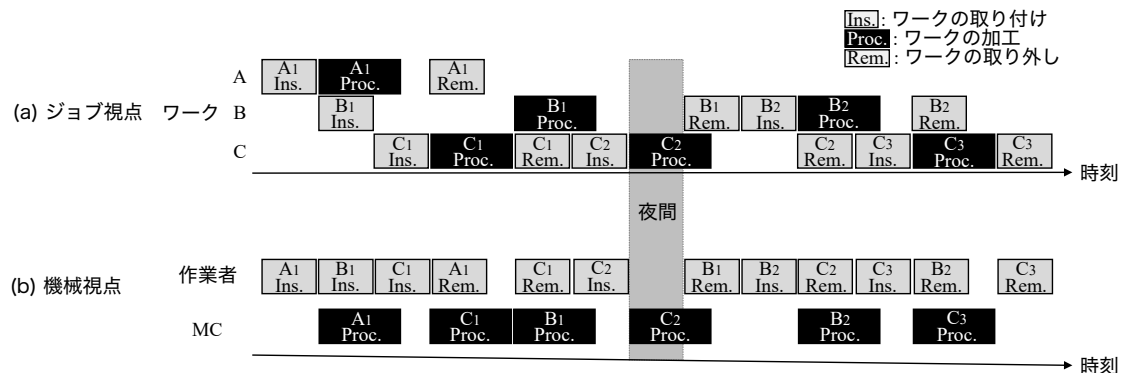 Ins. : ワークの取り付け
Proc. : ワークの加工
Rem. : ワークの取り外し
(a) ジョブ視点 ワーク
A
A1 Ins.
A1 Proc.
A1 Rem.
B
B1 Ins.
B1 Proc.
B1 Rem.
B2 Ins.
B2 Proc.
B2 Rem.
C
C1 Ins.
C1 Proc.
C1 Rem.
C2 Ins.
C2 Proc.
C2 Rem.
C3 Ins.
C3 Proc.
C3 Rem.
時刻
夜間
(b) 機械視点
作業者
A1 Ins.
B1 Ins.
C1 Ins.
A1 Rem.
C1 Rem.
C2 Ins.
B1 Rem.
B2 Ins.
C2 Rem.
C3 Ins.
B2 Rem.
C3 Rem.
MC
A1 Proc.
C1 Proc.
B1 Proc.
C2 Proc.
B2 Proc.
C3 Proc.
時刻